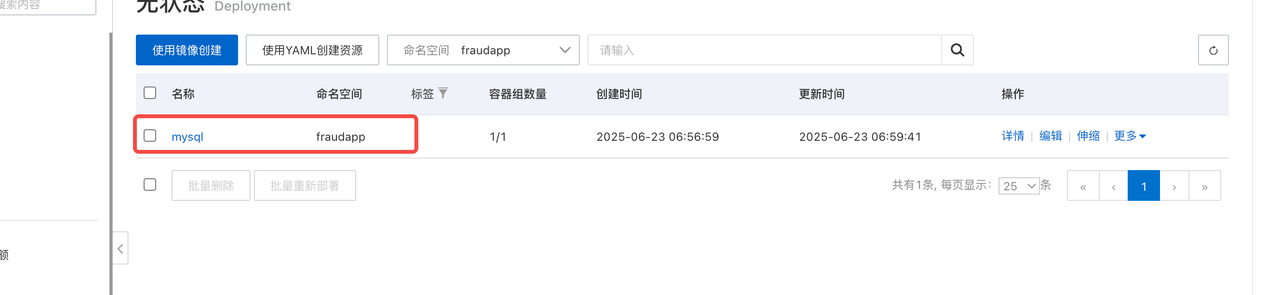 搜索内容
无状态 Deployment
使用镜像创建 使用YAML创建资源 命名空间 fraudapp 请输入
名称 命名空间 标签 容器组数量 创建时间 更新时间 操作
mysql fraudapp 1/1 2025-06-23 06:56:59 2025-06-23 06:59:41 详情 | 编辑 | 伸缩 | 更多
批量删除 批量重新部署 共有1条, 每页显示: 25 条 « ‹ 1 › »
额